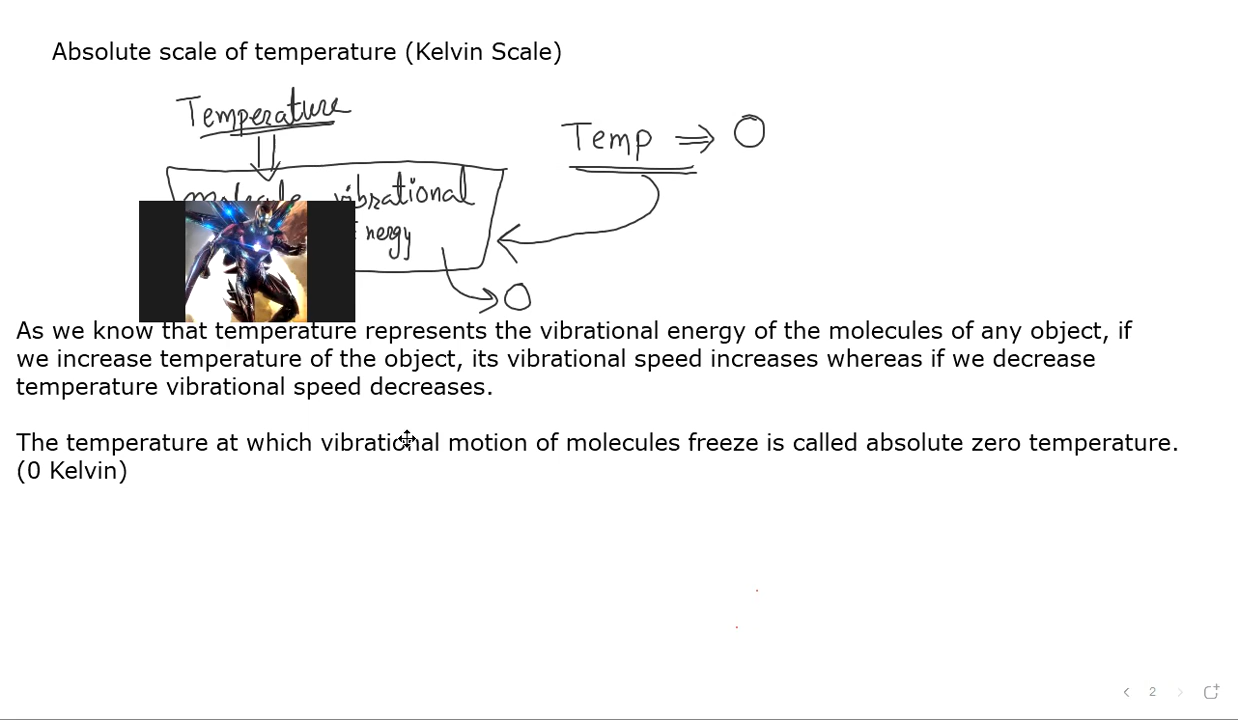 Absolute scale of temperature (Kelvin Scale)
Temperature
Temp ⇒ 0
vibrational
nergy
0
As we know that temperature represents the vibrational energy of the molecules of any object, if
we increase temperature of the object, its vibrational speed increases whereas if we decrease
temperature vibrational speed decreases.
The temperature at which vibrational motion of molecules freeze is called absolute zero temperature.
(0 Kelvin)
2